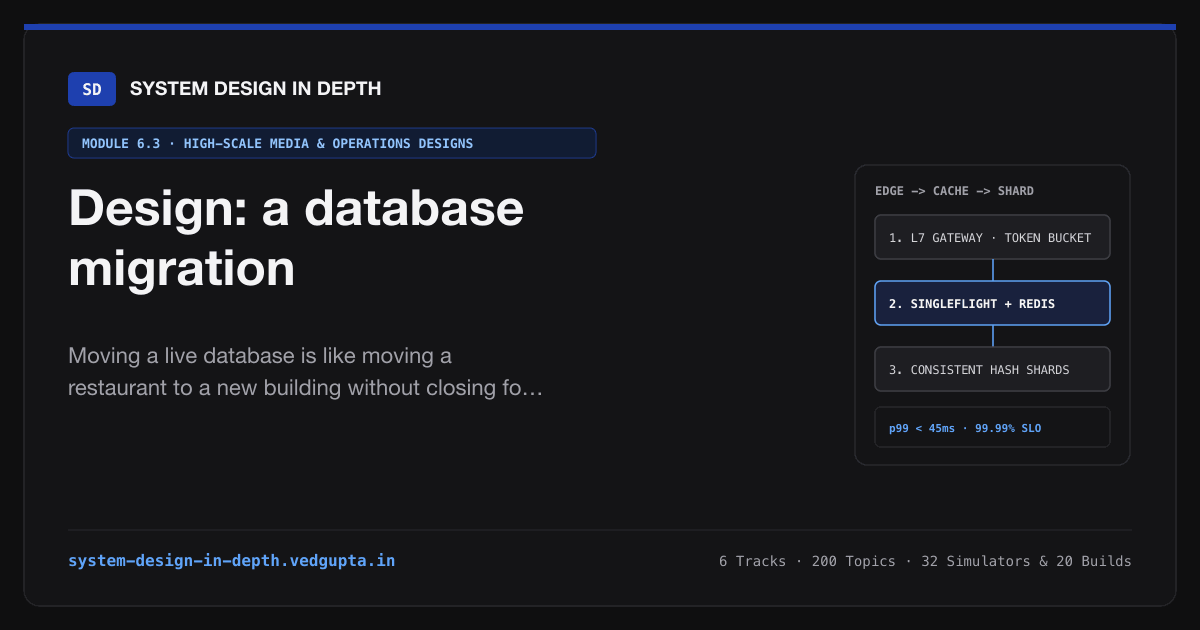 SD
SYSTEM DESIGN IN DEPTH
MODULE 6.3 · HIGH-SCALE MEDIA & OPERATIONS DESIGNS
Design: a database
migration
Moving a live database is like moving a
restaurant to a new building without closing fo…
EDGE -> CACHE -> SHARD
1. L7 GATEWAY · TOKEN BUCKET
2. SINGLEFLIGHT + REDIS
3. CONSISTENT HASH SHARDS
p99 < 45ms · 99.99% SLO
system-design-in-depth.vedgupta.in
6 Tracks · 200 Topics · 32 Simulators & 20 Builds